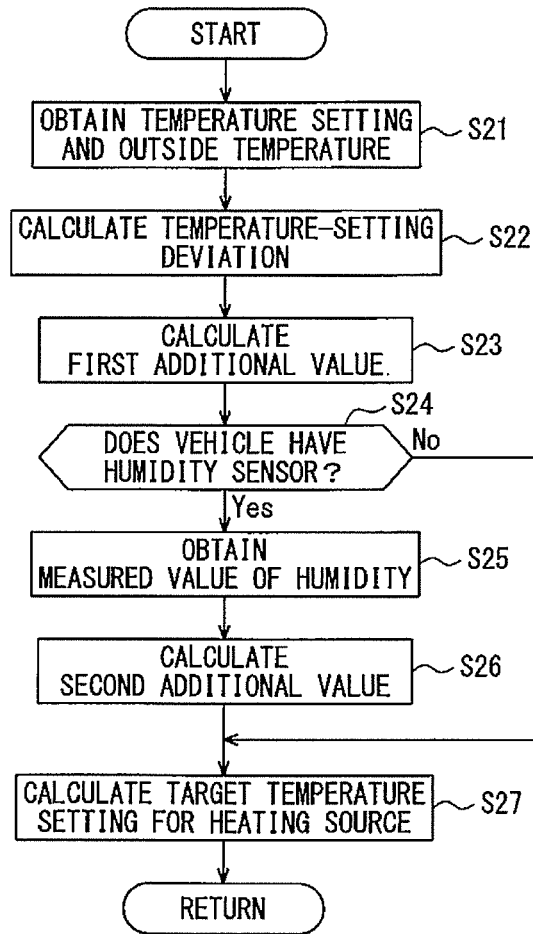 START
OBTAIN TEMPERATURE SETTING
AND OUTSIDE TEMPERATURE
S21
CALCULATE TEMPERATURE-SETTING
DEVIATION
S22
CALCULATE
FIRST ADDITIONAL VALUE.
S23
S24
DOES VEHICLE HAVE
HUMIDITY SENSOR?
No
Yes
OBTAIN
MEASURED VALUE OF HUMIDITY
S25
CALCULATE
SECOND ADDITIONAL VALUE
S26
CALCULATE TARGET TEMPERATURE
SETTING FOR HEATING SOURCE
S27
RETURN